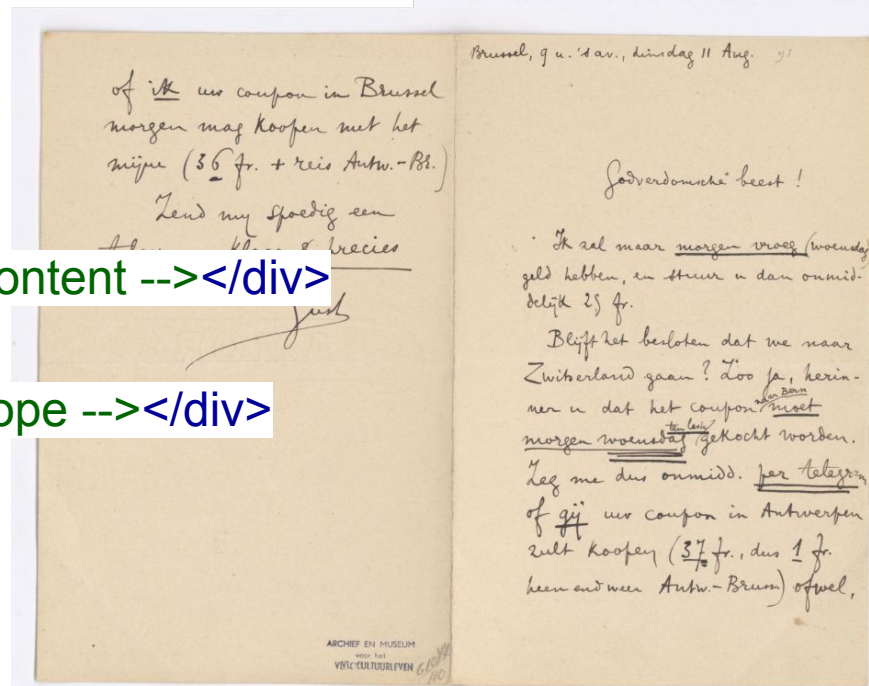 Brussel, 9 u. 's av., dinsdag 11 Aug. 91
Godverdomsche beest!
Ik zal maar morgen vroeg (woensdag)
geld hebben, en stuur u dan onmid-
delijk 25 fr.
Blijft het besloten dat we naar
Zwitserland gaan? Zoo ja, herin-
ner u dat het coupon naar Bern moet
morgen woensdag ten laatste gekocht worden.
Zeg me dus onmidd. per telegram
of gij uw coupon in Antwerpen
zult koopen (37 fr., dus 1 fr.
heen end weer Antw.-Bruss) ofwel,
of ik uw coupon in Brussel
morgen mag koopen met het
mijne (36 fr. + reis Antw.-Br.)
Zend my spoedig een
precies
ontent --></div>
Just
ope --></div>
ARCHIEF EN MUSEUM
voor het
VLAAMSE CULTUURLEVEN